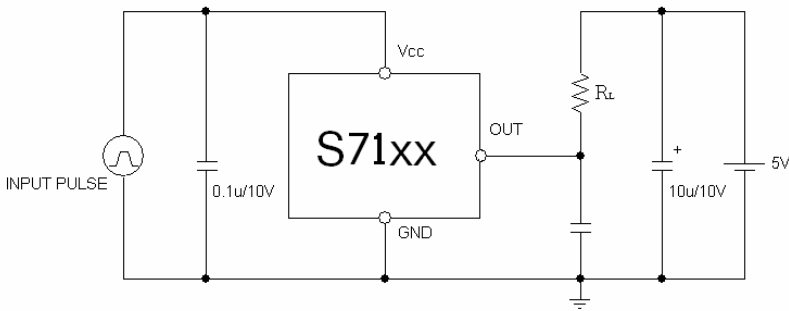 Vcc
RL
OUT
S71xx
+
5V
INPUT PULSE
0.1u/10V
10u/10V
GND